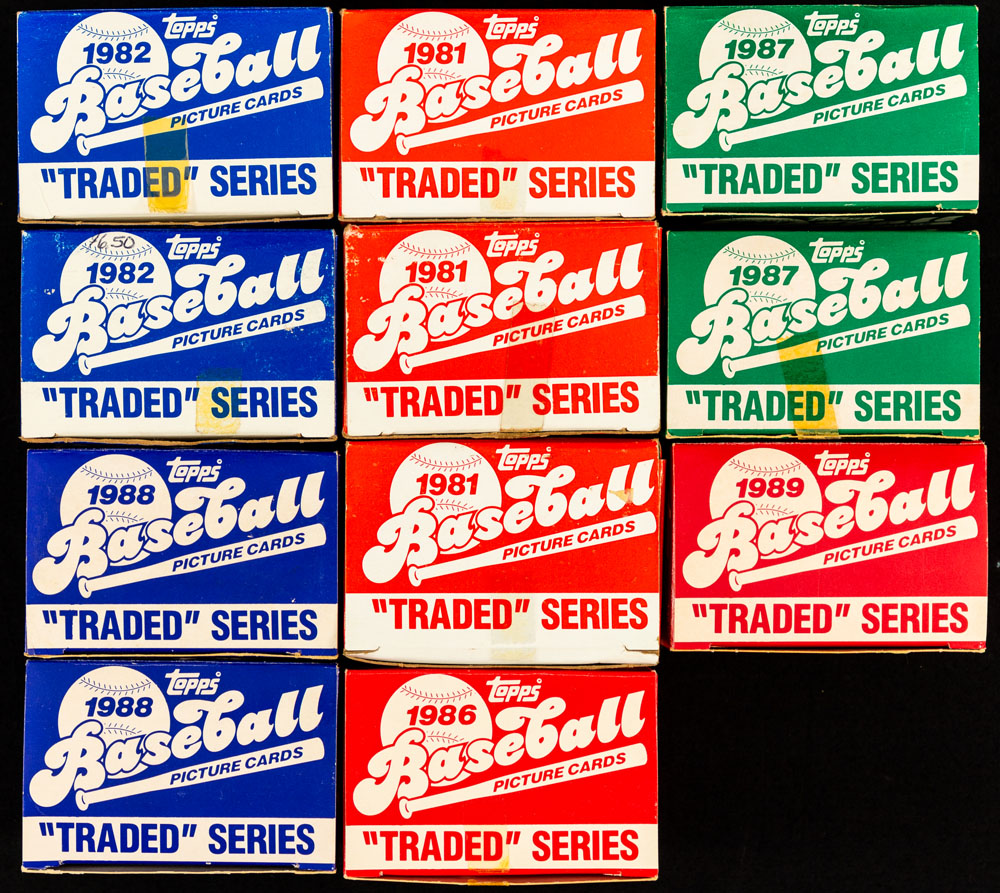 topps
1982
Baseball
PICTURE CARDS
"TRADED" SERIES
topps
1981
Baseball
PICTURE CARDS
"TRADED" SERIES
topps
1987
Baseball
PICTURE CARDS
"TRADED" SERIES
6.50
topps
1982
Baseball
PICTURE CARDS
"TRADED" SERIES
topps
1981
Baseball
PICTURE CARDS
"TRADED" SERIES
topps
1987
Baseball
PICTURE CARDS
"TRADED" SERIES
topps
1988
Baseball
PICTURE CARDS
"TRADED" SERIES
topps
1981
Baseball
PICTURE CARDS
"TRADED" SERIES
topps
1989
Baseball
PICTURE CARDS
"TRADED" SERIES
topps
1988
Baseball
PICTURE CARDS
"TRADED" SERIES
topps
1986
Baseball
PICTURE CARDS
"TRADED" SERIES